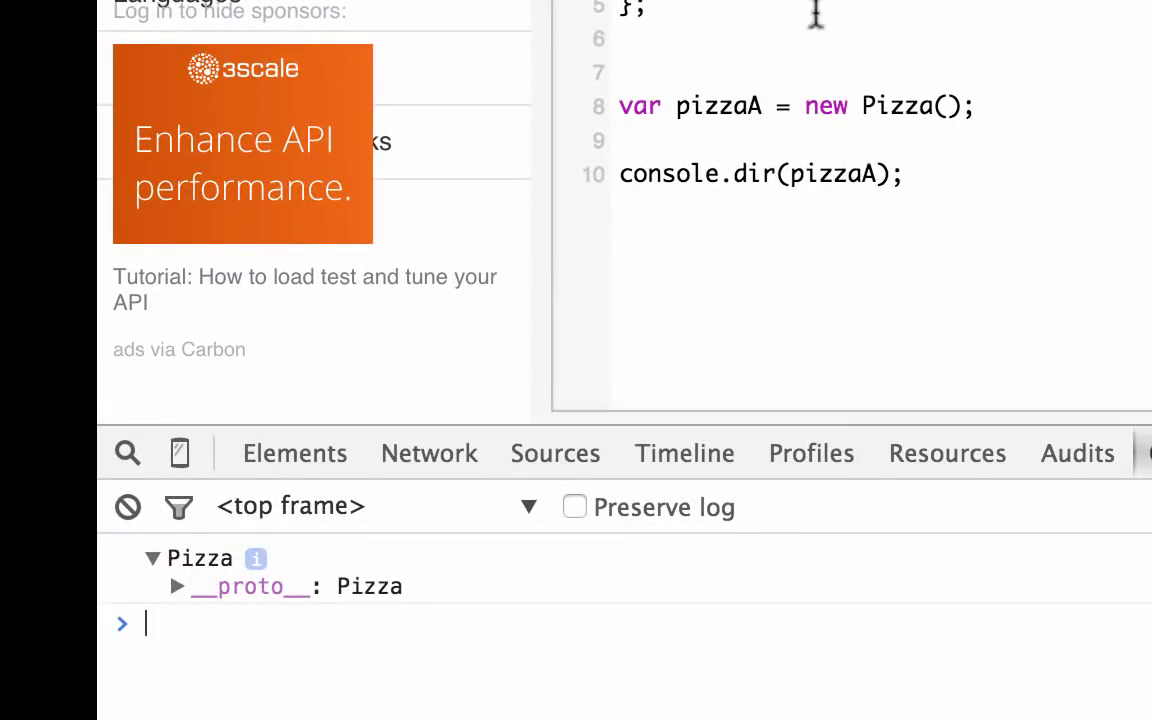 Languages
Log in to hide sponsors:
3scale
Enhance API
performance.
ks
Tutorial: How to load test and tune your
API
ads via Carbon
5 };
6
7
8 var pizzaA = new Pizza();
9
10 console.dir(pizzaA);
Elements Network Sources Timeline Profiles Resources Audits
<top frame> ▼ Preserve log
▼ Pizza i
▶ __proto__: Pizza
>